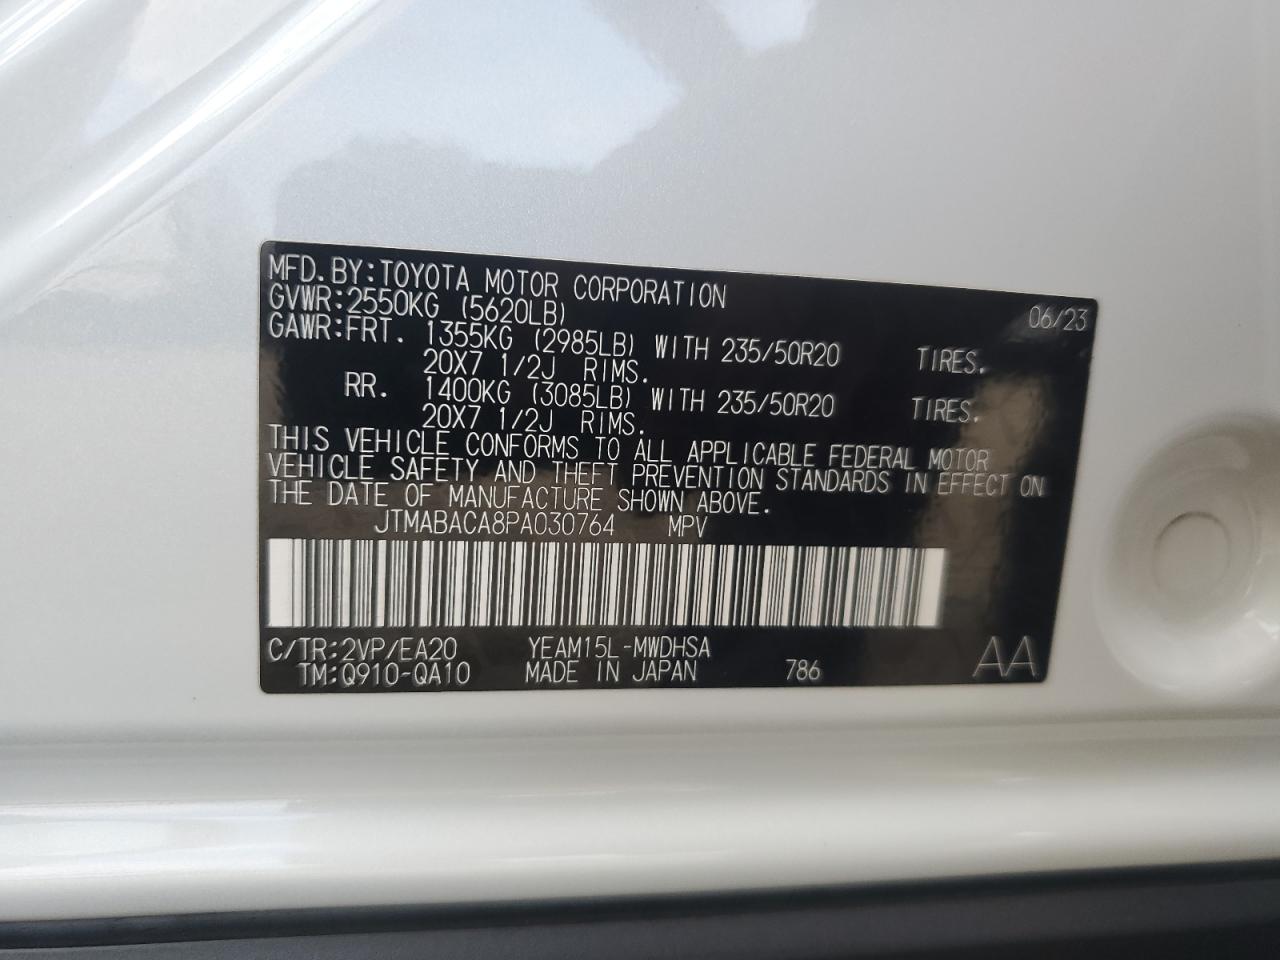 MFD.BY:TOYOTA MOTOR CORPORATION 06/23
GVWR:2550KG (5620LB)
GAWR:FRT. 1355KG (2985LB) WITH 235/50R20 TIRES.
20X7 1/2J RIMS.
RR. 1400KG (3085LB) WITH 235/50R20 TIRES.
20X7 1/2J RIMS.
THIS VEHICLE CONFORMS TO ALL APPLICABLE FEDERAL MOTOR
VEHICLE SAFETY AND THEFT PREVENTION STANDARDS IN EFFECT ON
THE DATE OF MANUFACTURE SHOWN ABOVE.
JTMABACA8PA030764 MPV
C/TR:2VP/EA20 YEAM15L-MWDHSA
TM:Q910-QA10 MADE IN JAPAN 786 AA